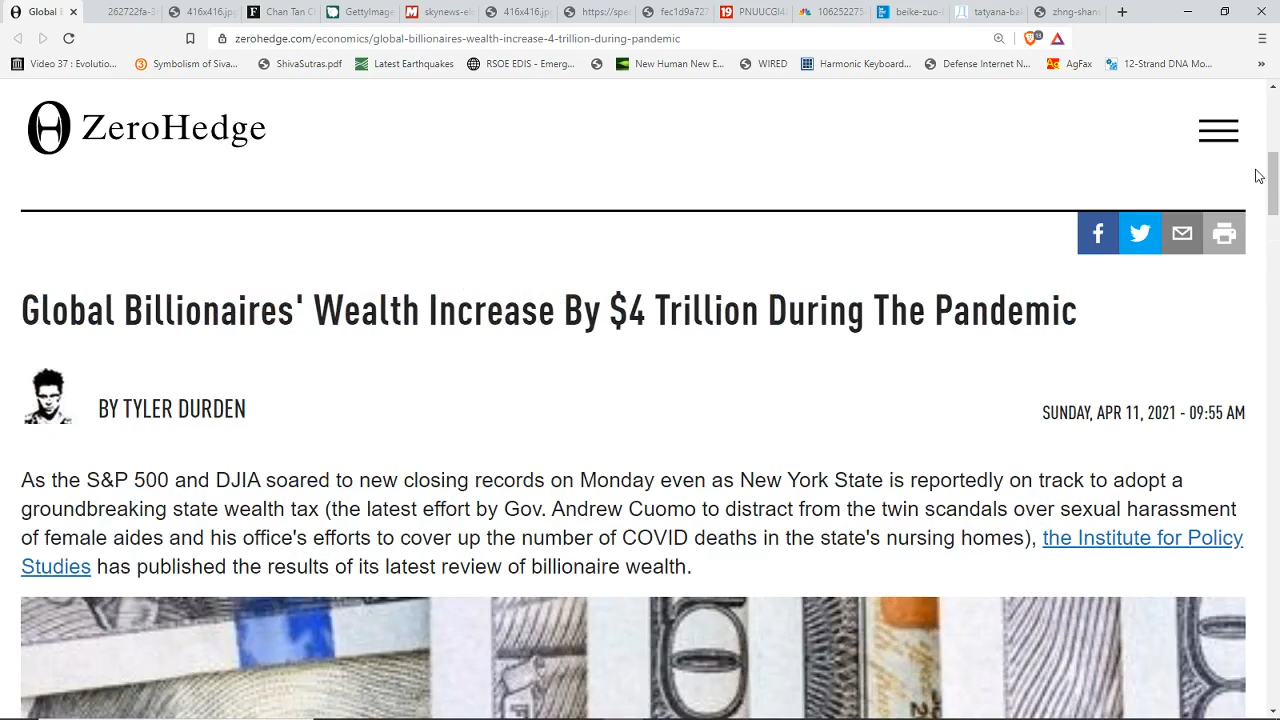 Global B
262722fa-3
416x416.jp
Chan Tan C
GettyImage
skynews-el
416x416.jp
https://spe
fec1d9a727
PNUUCGI4
106252275
beike-zuo-
tatyana-ba
zhng-shan
zerohedge.com/economics/global-billionaires-wealth-increase-4-trillion-during-pandemic
Video 37 : Evolutio...
Symbolism of Siva...
ShivaSutras.pdf
Latest Earthquakes
RSOE EDIS - Emerg...
New Human New E...
WIRED
Harmonic Keyboard...
Defense Internet N...
AgFax
12-Strand DNA Mo...
ZeroHedge
Global Billionaires' Wealth Increase By $4 Trillion During The Pandemic
BY TYLER DURDEN
SUNDAY, APR 11, 2021 - 09:55 AM
As the S&P 500 and DJIA soared to new closing records on Monday even as New York State is reportedly on track to adopt a
groundbreaking state wealth tax (the latest effort by Gov. Andrew Cuomo to distract from the twin scandals over sexual harassment
of female aides and his office's efforts to cover up the number of COVID deaths in the state's nursing homes), the Institute for Policy
Studies has published the results of its latest review of billionaire wealth.